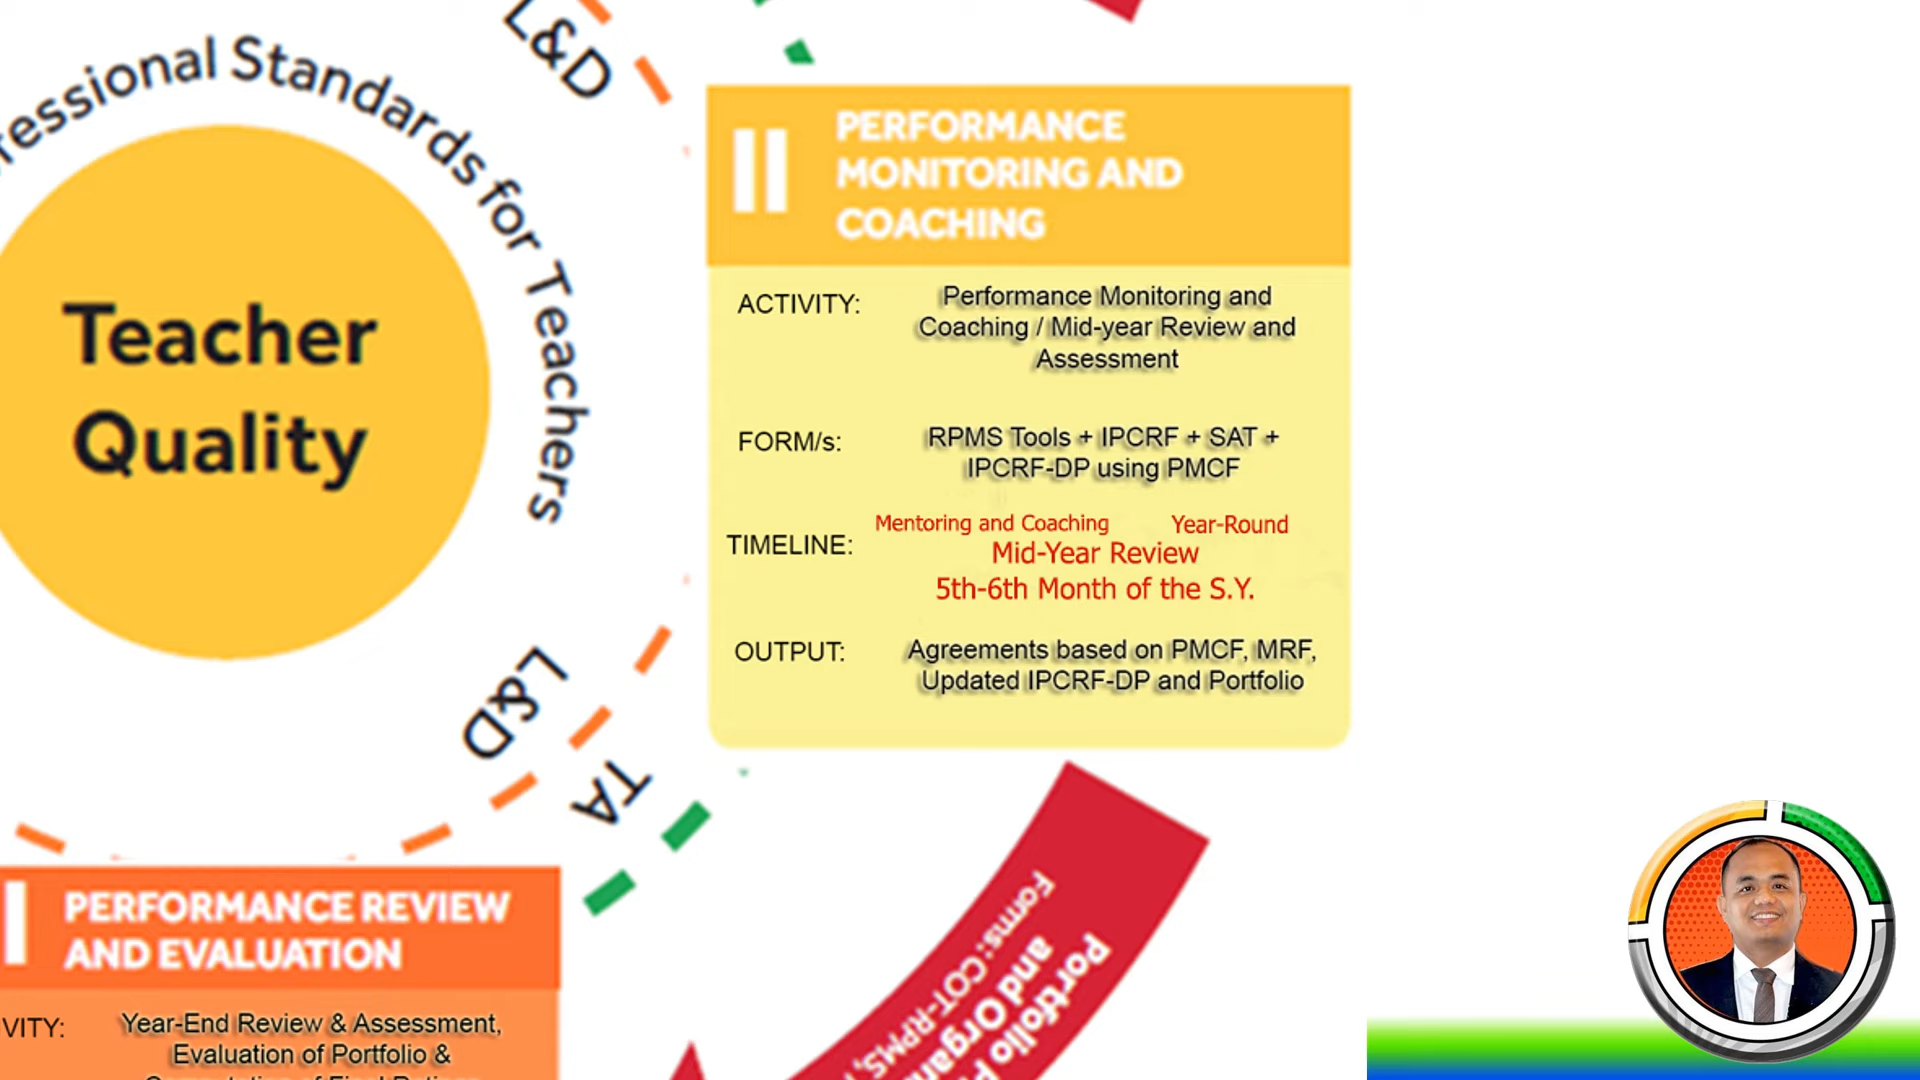 essional Standards for Teachers
L&D
Teacher
Quality
II
PERFORMANCE
MONITORING AND
COACHING
ACTIVITY:
Performance Monitoring and
Coaching / Mid-year Review and
Assessment
FORM/s:
RPMS Tools + IPCRF + SAT +
IPCRF-DP using PMCF
TIMELINE:
Mentoring and Coaching Year-Round
Mid-Year Review
5th-6th Month of the S.Y.
OUTPUT:
Agreements based on PMCF, MRF,
Updated IPCRF-DP and Portfolio
L&D
TA
I PERFORMANCE REVIEW
AND EVALUATION
VITY:
Year-End Review & Assessment,
Evaluation of Portfolio &
Portfolio P
and Organ
Forms: COT-RPMS,